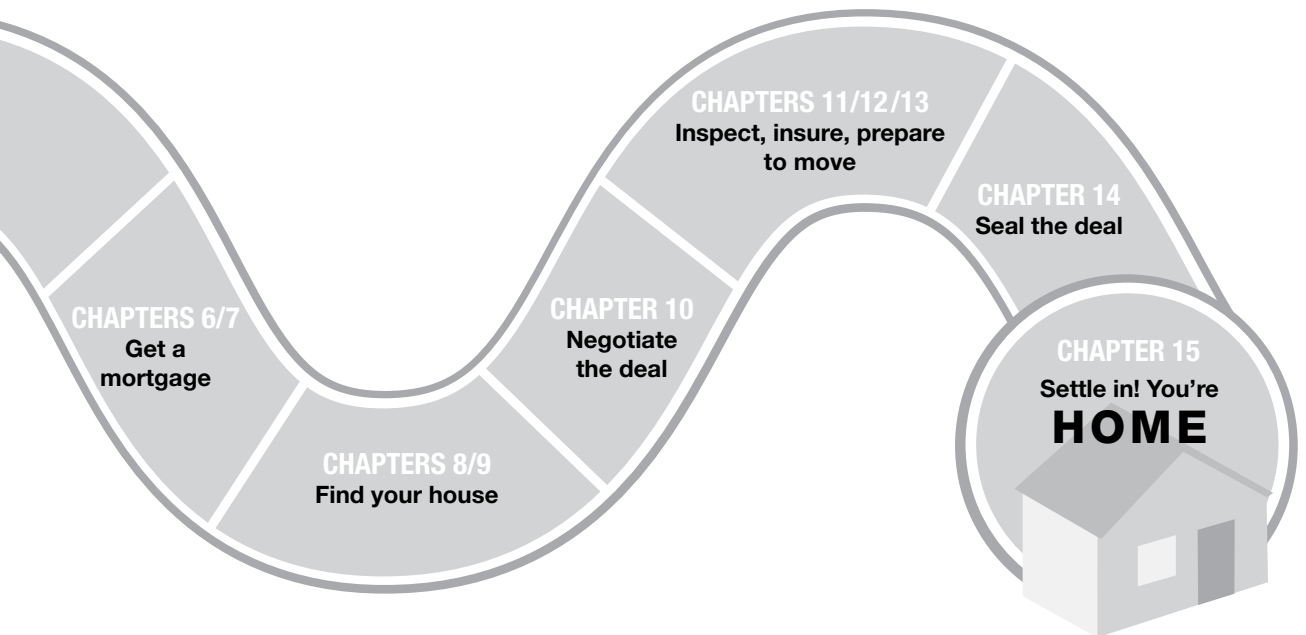 CHAPTERS 6/7
Get a
mortgage
CHAPTERS 8/9
Find your house
CHAPTER 10
Negotiate
the deal
CHAPTERS 11/12/13
Inspect, insure, prepare
to move
CHAPTER 14
Seal the deal
CHAPTER 15
Settle in! You’re
HOME